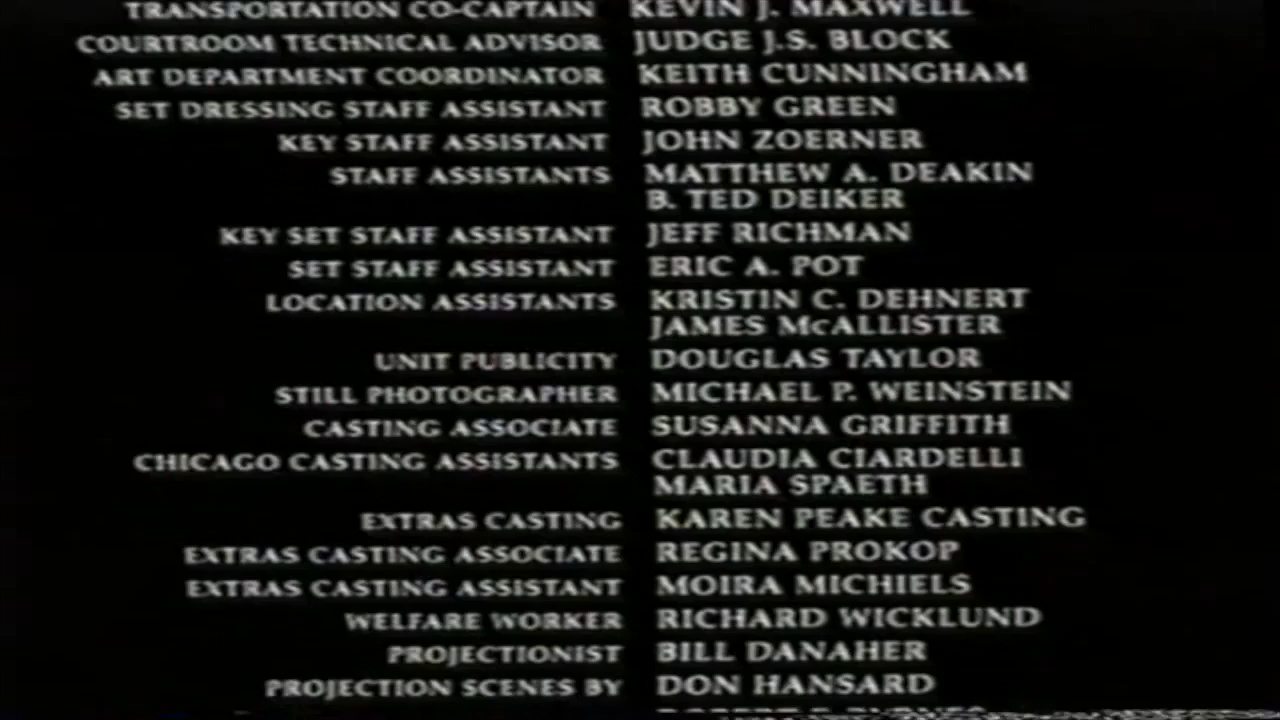 TRANSPORTATION CO-CAPTAIN KEVIN J. MAXWELL
COURTROOM TECHNICAL ADVISOR JUDGE J.S. BLOCK
ART DEPARTMENT COORDINATOR KEITH CUNNINGHAM
SET DRESSING STAFF ASSISTANT ROBBY GREEN
KEY STAFF ASSISTANT JOHN ZOERNER
STAFF ASSISTANTS MATTHEW A. DEAKIN
B. TED DEIKER
KEY SET STAFF ASSISTANT JEFF RICHMAN
SET STAFF ASSISTANT ERIC A. POT
LOCATION ASSISTANTS KRISTIN C. DEHNERT
JAMES McALLISTER
UNIT PUBLICITY DOUGLAS TAYLOR
STILL PHOTOGRAPHER MICHAEL P. WEINSTEIN
CASTING ASSOCIATE SUSANNA GRIFFITH
CHICAGO CASTING ASSISTANTS CLAUDIA CIARDELLI
MARIA SPAETH
EXTRAS CASTING KAREN PEAKE CASTING
EXTRAS CASTING ASSOCIATE REGINA PROKOP
EXTRAS CASTING ASSISTANT MOIRA MICHIELS
WELFARE WORKER RICHARD WICKLUND
PROJECTIONIST BILL DANAHER
PROJECTION SCENES BY DON HANSARD